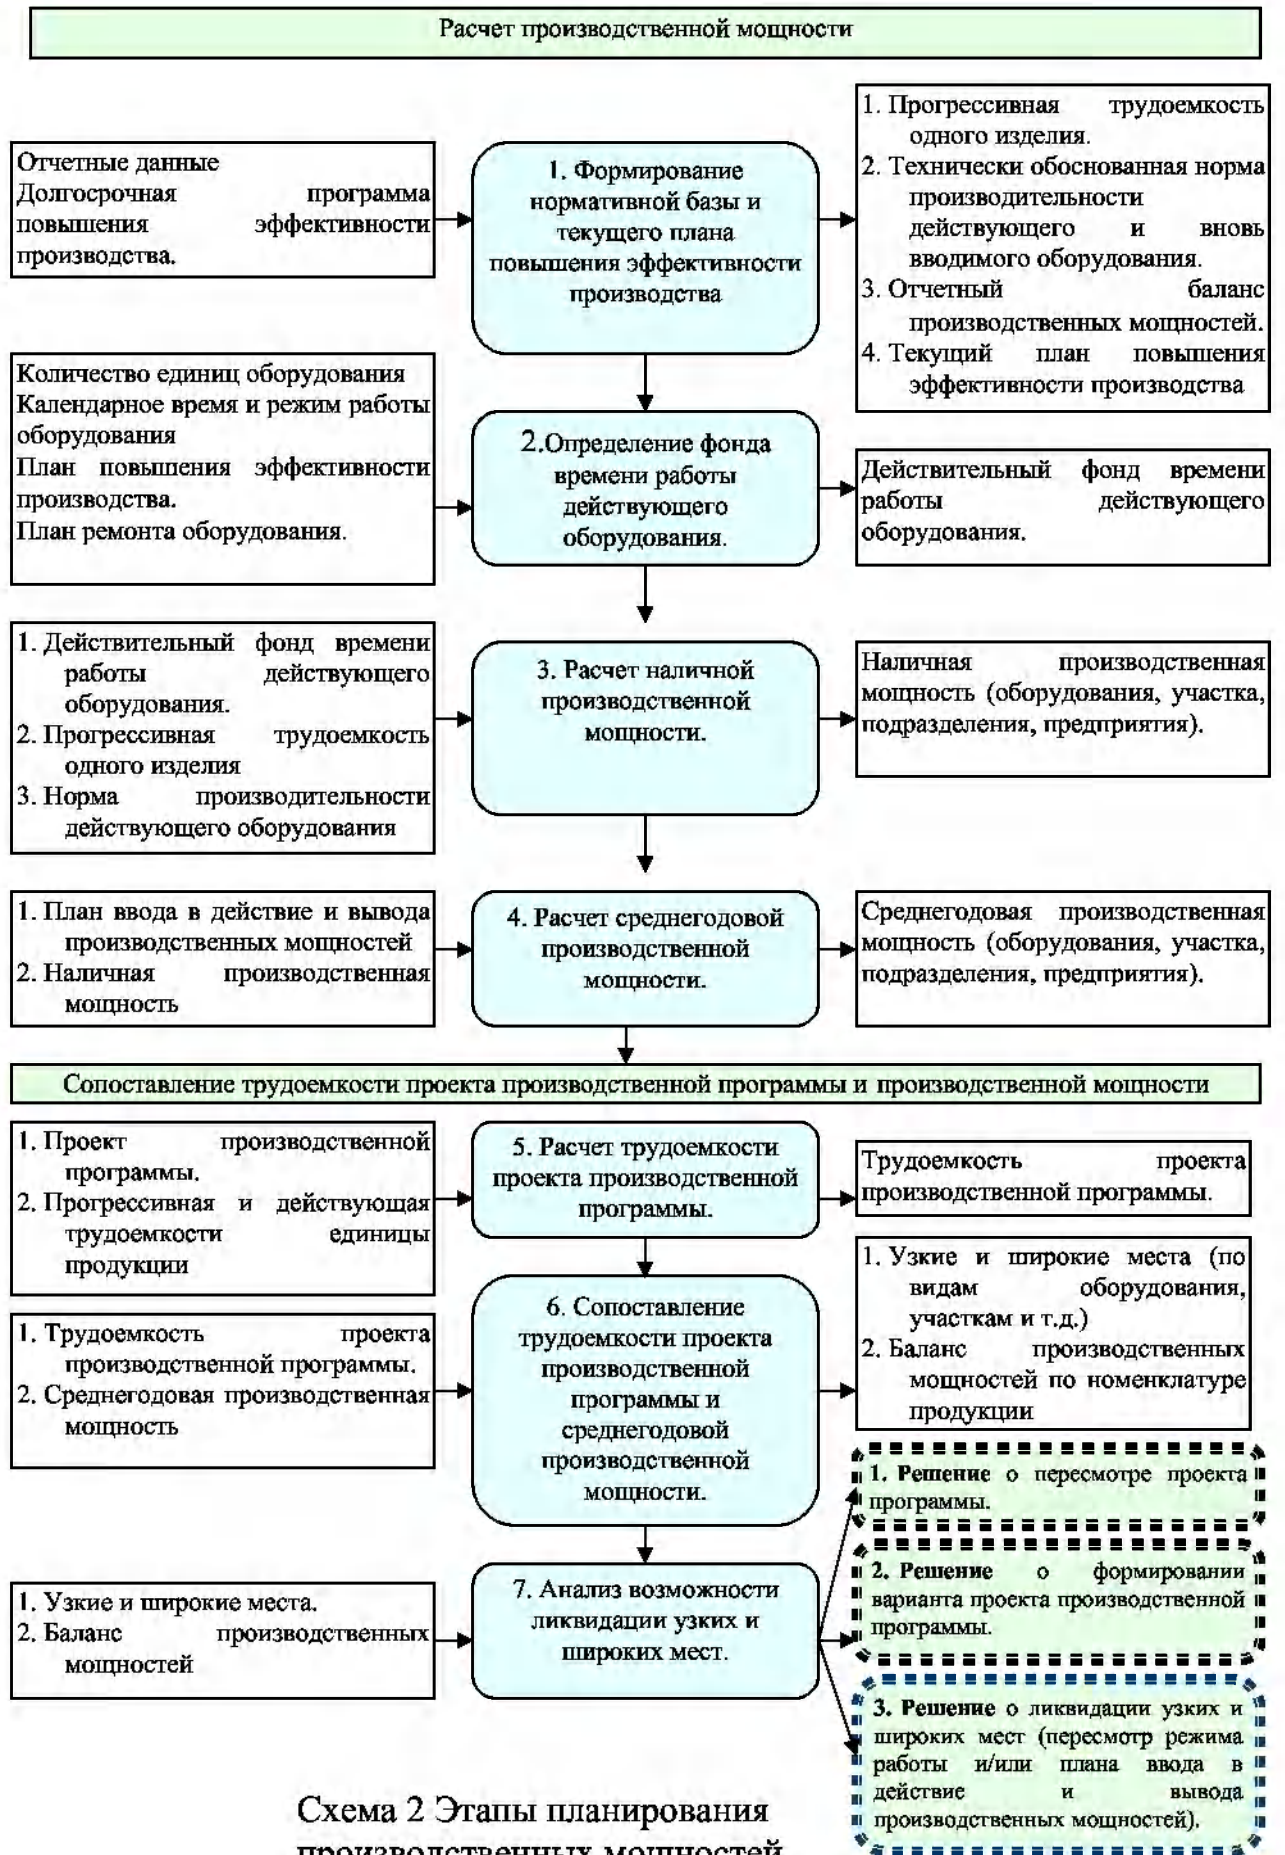 Расчет производственной мощности
Отчетные данные
Долгосрочная программа
повышения эффективности
производства.
1. Формирование
нормативной базы и
текущего плана
повышения эффективности
производства
1. Прогрессивная трудоемкость
одного изделия.
2. Технически обоснованная норма
производительности
действующего и вновь
вводимого оборудования.
3. Отчетный баланс
производственных мощностей.
4. Текущий план повышения
эффективности производства
Количество единиц оборудования
Календарное время и режим работы
оборудования
План повышения эффективности
производства.
План ремонта оборудования.
2.Определение фонда
времени работы
действующего
оборудования.
Действительный фонд времени
работы действующего
оборудования.
1. Действительный фонд времени
работы действующего
оборудования.
2. Прогрессивная трудоемкость
одного изделия
3. Норма производительности
действующего оборудования
3. Расчет наличной
производственной
мощности.
Наличная производственная
мощность (оборудования, участка,
подразделения, предприятия).
1. План ввода в действие и вывода
производственных мощностей
2. Наличная производственная
мощность
4. Расчет среднегодовой
производственной
мощности.
Среднегодовая производственная
мощность (оборудования, участка,
подразделения, предприятия).
Сопоставление трудоемкости проекта производственной программы и производственной мощности
1. Проект производственной
программы.
2. Прогрессивная и действующая
трудоемкости единицы
продукции
5. Расчет трудоемкости
проекта производственной
программы.
Трудоемкость проекта
производственной программы.
1. Трудоемкость проекта
производственной программы.
2. Среднегодовая производственная
мощность
6. Сопоставление
трудоемкости проекта
производственной
программы и
среднегодовой
производственной
мощности.
1. Узкие и широкие места (по
видам оборудования,
участкам и т.д.)
2. Баланс производственных
мощностей по номенклатуре
продукции
1. Узкие и широкие места.
2. Баланс производственных
мощностей
7. Анализ возможности
ликвидации узких и
широких мест.
1. Решение о пересмотре проекта
программы.
2. Решение о формировании
варианта проекта производственной
программы.
3. Решение о ликвидации узких и
широких мест (пересмотр режима
работы и/или плана ввода в
действие и вывода
производственных мощностей).
Схема 2 Этапы планирования
производственных мощностей